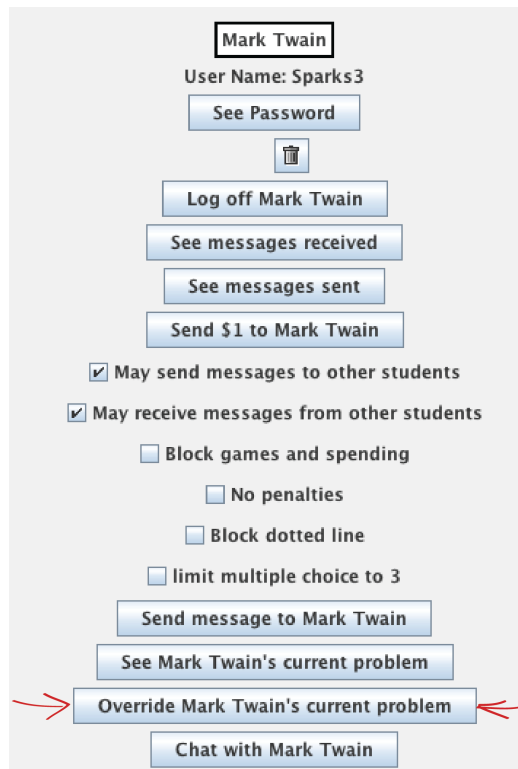 Mark Twain
User Name: Sparks3
See Password
Log off Mark Twain
See messages received
See messages sent
Send $1 to Mark Twain
May send messages to other students
May receive messages from other students
Block games and spending
No penalties
Block dotted line
limit multiple choice to 3
Send message to Mark Twain
See Mark Twain's current problem
Override Mark Twain's current problem
Chat with Mark Twain